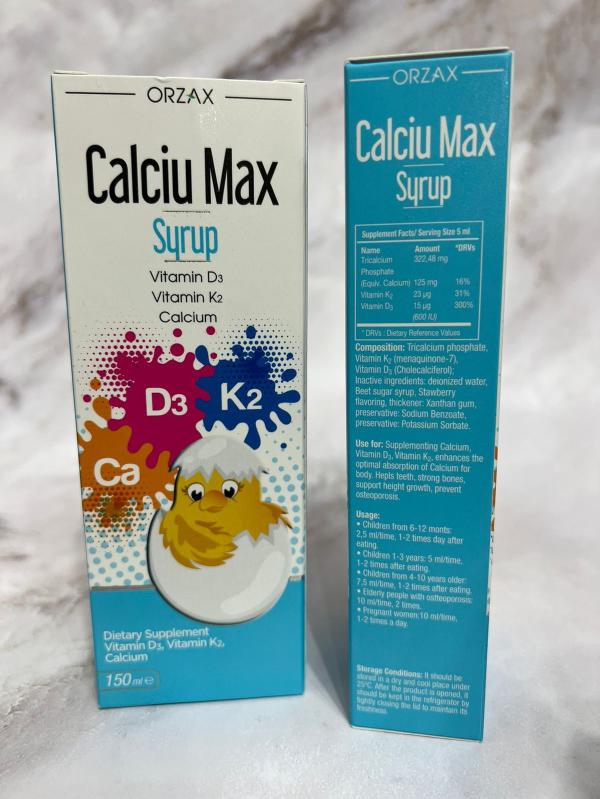 ORZAX
Calciu Max
Syrup
Vitamin D3
Vitamin K2
Calcium
D3
K2
Ca
Dietary Supplement
Vitamin D3, Vitamin K2,
Calcium
150 ml e
ORZAX
Calciu Max
Syrup
Supplement Facts/ Serving Size 5 ml
Name Amount *DRVs
Tricalcium 322,48 mg
Phosphate
(Equiv. Calcium) 125 mg 16%
Vitamin K2 23 µg 31%
Vitamin D3 15 µg 300%
(600 IU)
* DRVs : Dietary Reference Values
Composition: Tricalcium phosphate,
Vitamin K2 (menaquinone-7),
Vitamin D3 (Cholecalciferol);
Inactive ingredients: deionized water,
Beet sugar syrup, Stawberry
flavoring, thickener: Xanthan gum,
preservative: Sodium Benzoate,
preservative: Potassium Sorbate.
Use for: Supplementing Calcium,
Vitamin D3, Vitamin K2, enhances the
optimal absorption of Calcium for
body. Hepls teeth, strong bones,
support height growth, prevent
osteoporosis.
Usage:
• Children from 6-12 monts:
2,5 ml/time, 1-2 times day after
eating.
• Children 1-3 years: 5 ml/time,
1-2 times after eating.
• Children from 4-10 years older:
7,5 ml/time, 1-2 times after eating.
• Elderly people with ostteoporosis:
10 ml/time, 2 times.
• Pregnant women:10 ml/time,
1-2 times a day.
Storage Conditions: It should be
stored in a dry and cool place under
25°C. After the product is opened, it
should be kept in the refrigerator by
tightly closing the lid to maintain its
freshness.